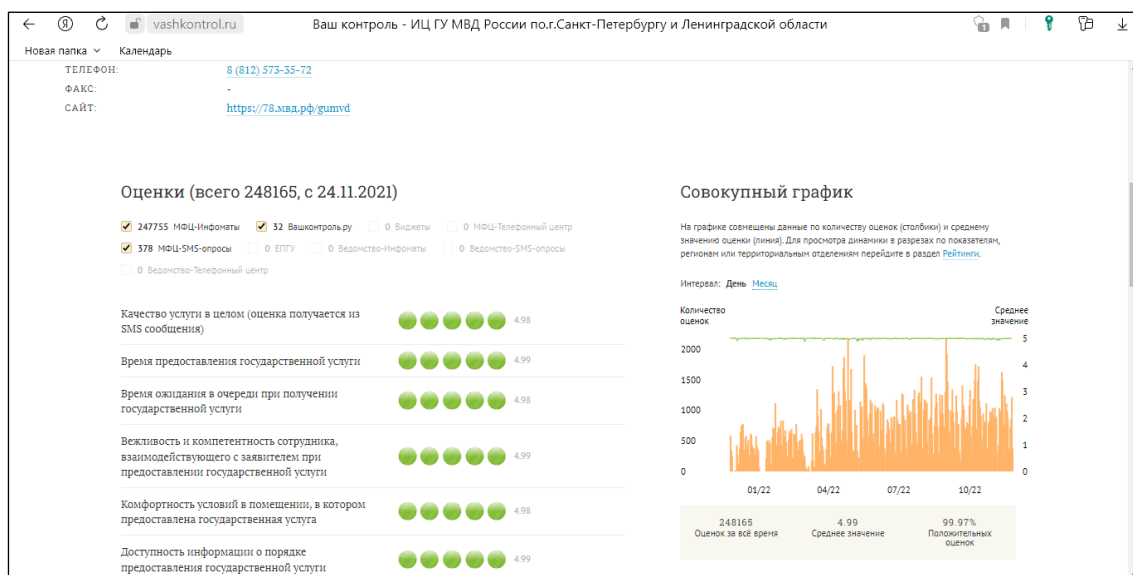 vashkontrol.ru
Ваш контроль - ИЦ ГУ МВД России по.г.Санкт-Петербургу и Ленинградской области
1
Новая папка
Календарь
ТЕЛЕФОН: 8 (812) 573-35-72
ФАКС: -
САЙТ: https://78.мвд.рф/gumvd
Оценки (всего 248165, с 24.11.2021)
247755 МФЦ-Инфоматы 32 Вашконтроль.ру 0 Виджеты 0 МФЦ-Телефонный центр
378 МФЦ-SMS-опросы 0 ЕПГУ 0 Ведомство-Инфоматы 0 Ведомство-SMS-опросы
0 Ведомство-Телефонный центр
Качество услуги в целом (оценка получается из
SMS сообщения)
4.98
Время предоставления государственной услуги
4.99
Время ожидания в очереди при получении
государственной услуги
4.98
Вежливость и компетентность сотрудника,
взаимодействующего с заявителем при
предоставлении государственной услуги
4.99
Комфортность условий в помещении, в котором
предоставлена государственная услуга
4.98
Доступность информации о порядке
предоставления государственной услуги
4.99
Совокупный график
На графике совмещены данные по количеству оценок (столбики) и среднему
значению оценки (линия). Для просмотра динамики в разрезах по показателям,
регионам или территориальным отделениям перейдите в раздел Рейтинги.
Интервал: День Месяц
Количество
оценок
Среднее
значение
2000
1500
1000
500
0
5
4
3
2
1
0
01/22 04/22 07/22 10/22
248165
Оценок за всё время
4.99
Среднее значение
99.97%
Положительных
оценок